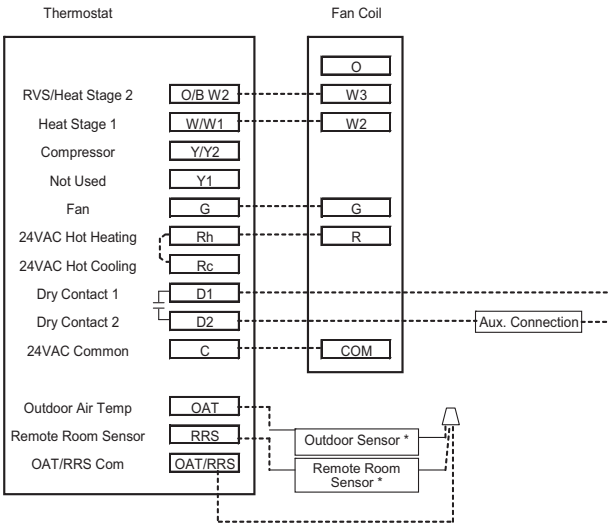 Thermostat Fan Coil
O
RVS/Heat Stage 2 O/B W2 W3
Heat Stage 1 W/W1 W2
Compressor Y/Y2
Not Used Y1
Fan G G
24VAC Hot Heating Rh R
24VAC Hot Cooling Rc
Dry Contact 1 D1
Dry Contact 2 D2 Aux. Connection
24VAC Common C COM
Outdoor Air Temp OAT
Remote Room Sensor RRS Outdoor Sensor *
OAT/RRS Com OAT/RRS Remote Room
Sensor *